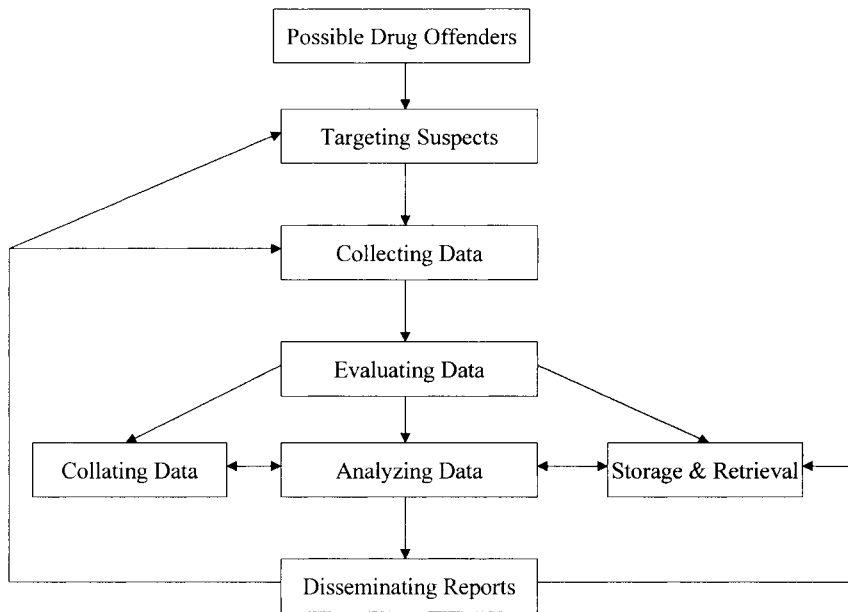 Possible Drug Offenders
Targeting Suspects
Collecting Data
Evaluating Data
Collating Data
Analyzing Data
Storage & Retrieval
Disseminating Reports